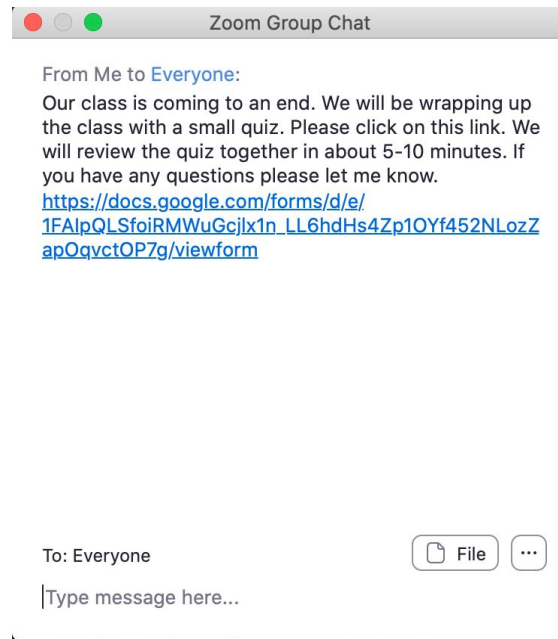 Zoom Group Chat
From Me to Everyone:
Our class is coming to an end. We will be wrapping up
the class with a small quiz. Please click on this link. We
will review the quiz together in about 5-10 minutes. If
you have any questions please let me know.
https://docs.google.com/forms/d/e/
1FAIpQLSfoiRMWuGcjlx1n_LL6hdHs4Zp1OYf452NLozZ
apOqvctOP7g/viewform
To: Everyone
File
...
Type message here...